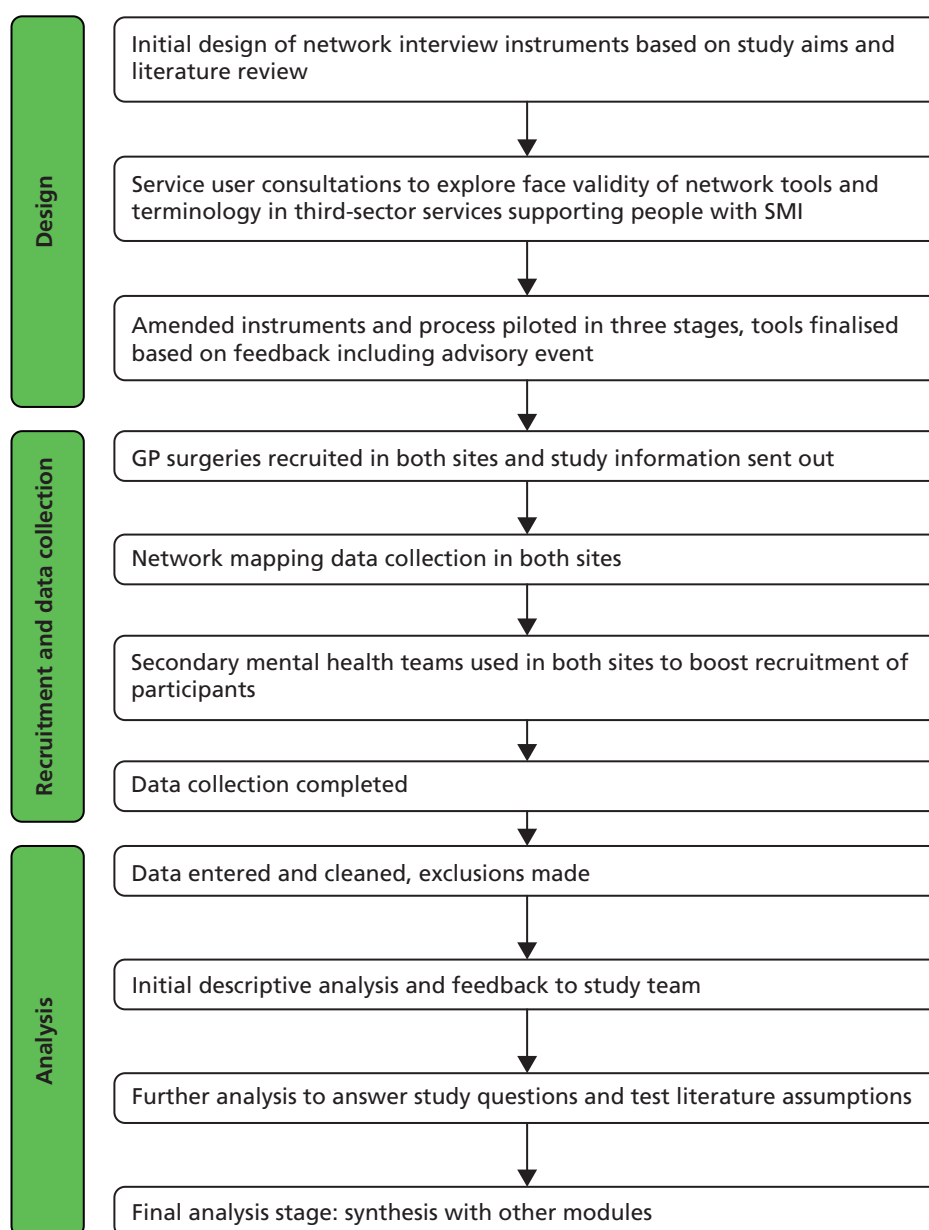 Design
Initial design of network interview instruments based on study aims and
literature review
Service user consultations to explore face validity of network tools and
terminology in third-sector services supporting people with SMI
Amended instruments and process piloted in three stages, tools finalised
based on feedback including advisory event
Recruitment and data collection
GP surgeries recruited in both sites and study information sent out
Network mapping data collection in both sites
Secondary mental health teams used in both sites to boost recruitment of
participants
Data collection completed
Analysis
Data entered and cleaned, exclusions made
Initial descriptive analysis and feedback to study team
Further analysis to answer study questions and test literature assumptions
Final analysis stage: synthesis with other modules